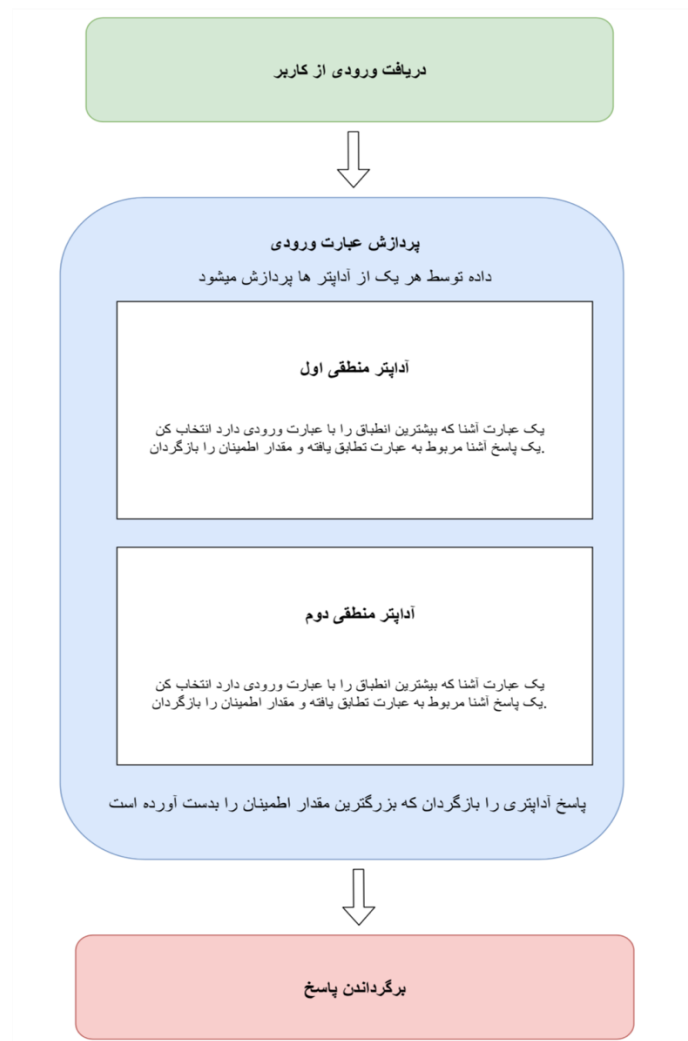 دریافت ورودی از کاربر
پردازش عبارت ورودی
داده توسط هر یک از آداپتر ها پردازش میشود
آداپتر منطقی اول
یک عبارت آشنا که بیشترین انطباق را با عبارت ورودی دارد انتخاب کن
.یک پاسخ آشنا مربوط به عبارت تطابق یافته و مقدار اطمینان را بازگردان
آداپتر منطقی دوم
یک عبارت آشنا که بیشترین انطباق را با عبارت ورودی دارد انتخاب کن
.یک پاسخ آشنا مربوط به عبارت تطابق یافته و مقدار اطمینان را بازگردان
پاسخ آداپتری را بازگردان که بزرگترین مقدار اطمینان را بدست آورده است
برگرداندن پاسخ